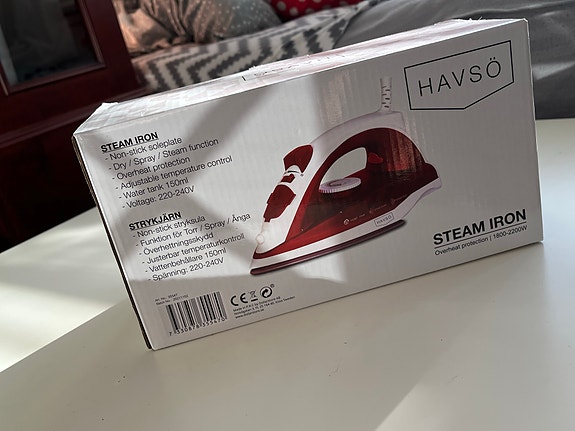 HAVSÖ
STEAM IRON
- Non-stick soleplate
- Dry / Spray / Steam function
- Overheat protection
- Adjustable temperature control
- Water tank 150ml
- Voltage: 220-240V
STRYKJÄRN
- Non-stick stryksula
- Funktion för Torr / Spray / Ånga
- Överhettningsskydd
- Justerbar temperaturkontroll
- Vattenbehållare 150ml
- Spänning: 220-240V
HAVSÖ
STEAM IRON
Overheat protection | 1800-2200W
CE